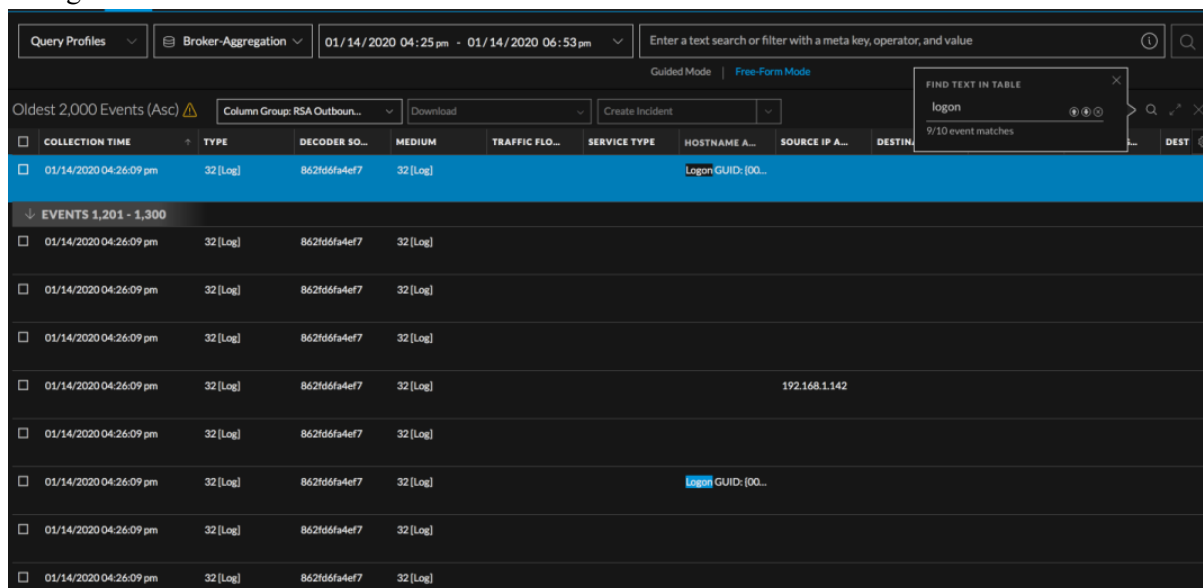 Query Profiles Broker-Aggregation 01/14/2020 04:25 pm - 01/14/2020 06:53 pm Enter a text search or filter with a meta key, operator, and value
Guided Mode | Free-Form Mode
FIND TEXT IN TABLE
logon
9/10 event matches
Oldest 2,000 Events (Asc) Column Group: RSA Outboun... Download Create Incident
COLLECTION TIME TYPE DECODER SO... MEDIUM TRAFFIC FLO... SERVICE TYPE HOSTNAME A... SOURCE IP A... DEST
01/14/2020 04:26:09 pm 32 [Log] 862fd6fa4ef7 32 [Log] Logon GUID: {00...
EVENTS 1,201 - 1,300
01/14/2020 04:26:09 pm 32 [Log] 862fd6fa4ef7 32 [Log]
01/14/2020 04:26:09 pm 32 [Log] 862fd6fa4ef7 32 [Log]
01/14/2020 04:26:09 pm 32 [Log] 862fd6fa4ef7 32 [Log]
01/14/2020 04:26:09 pm 32 [Log] 862fd6fa4ef7 32 [Log] 192.168.1.142
01/14/2020 04:26:09 pm 32 [Log] 862fd6fa4ef7 32 [Log]
01/14/2020 04:26:09 pm 32 [Log] 862fd6fa4ef7 32 [Log] Logon GUID: {00...
01/14/2020 04:26:09 pm 32 [Log] 862fd6fa4ef7 32 [Log]
01/14/2020 04:26:09 pm 32 [Log] 862fd6fa4ef7 32 [Log]